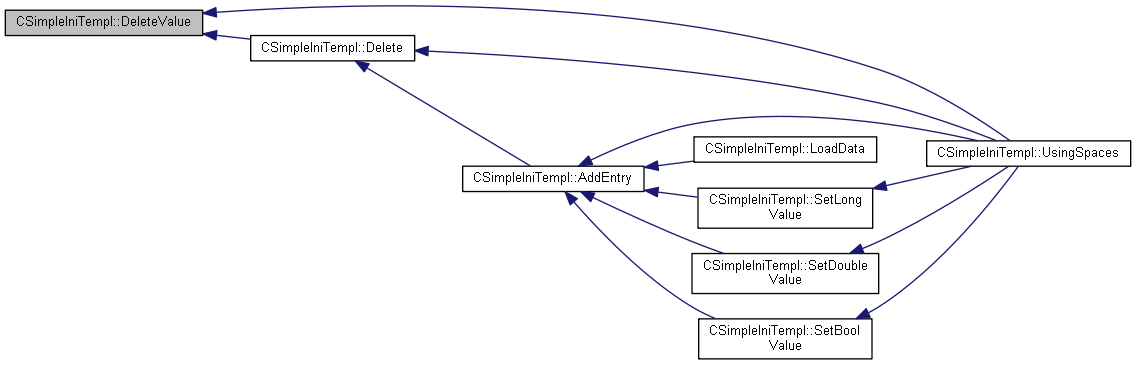 CSimpleIniTempl::DeleteValue
CSimpleIniTempl::Delete
CSimpleIniTempl::AddEntry
CSimpleIniTempl::LoadData
CSimpleIniTempl::SetLong
Value
CSimpleIniTempl::SetDouble
Value
CSimpleIniTempl::SetBool
Value
CSimpleIniTempl::UsingSpaces